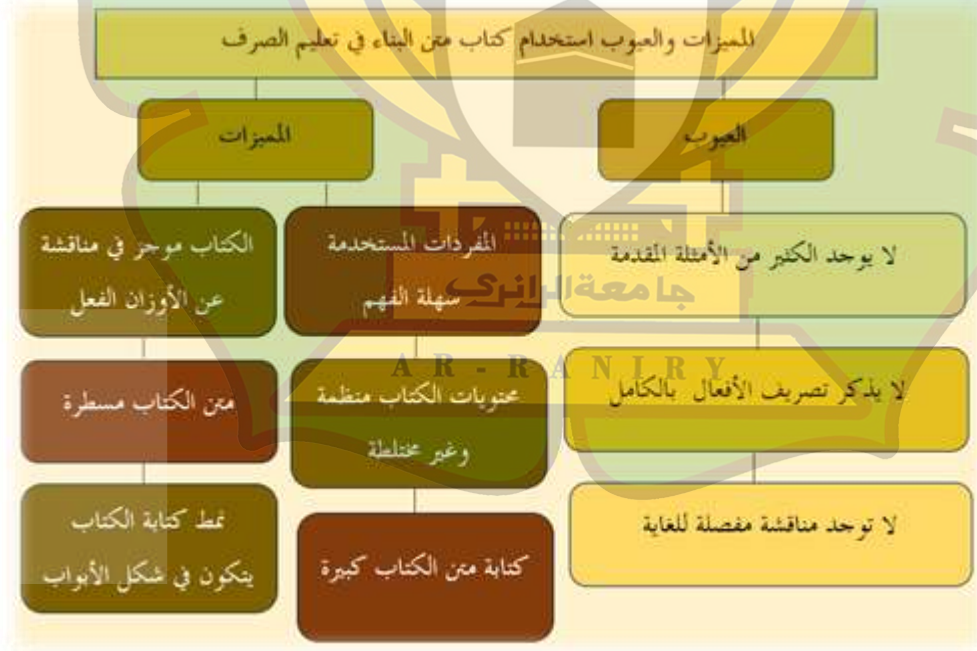 المميزات والعيوب استخدام كتاب متن البناء في تعليم الصرف
العيوب
لا يوجد الكثير من الأمثلة المقدمة
لا يذكر تصريف الأفعال بالكامل
لا توجد مناقشة مفصلة للغاية
المميزات
المفردات المستخدمة
سهلة الفهم
محتويات الكتاب منظمة
وغير مختلطة
كتابة متن الكتاب كبيرة
الكتاب موجز في مناقشة
عن الأوزان الفعل
متن الكتاب مسطرة
نمط كتابة الكتاب
يتكون في شكل الأبواب
جامعة الرانري
AR-RANIRY